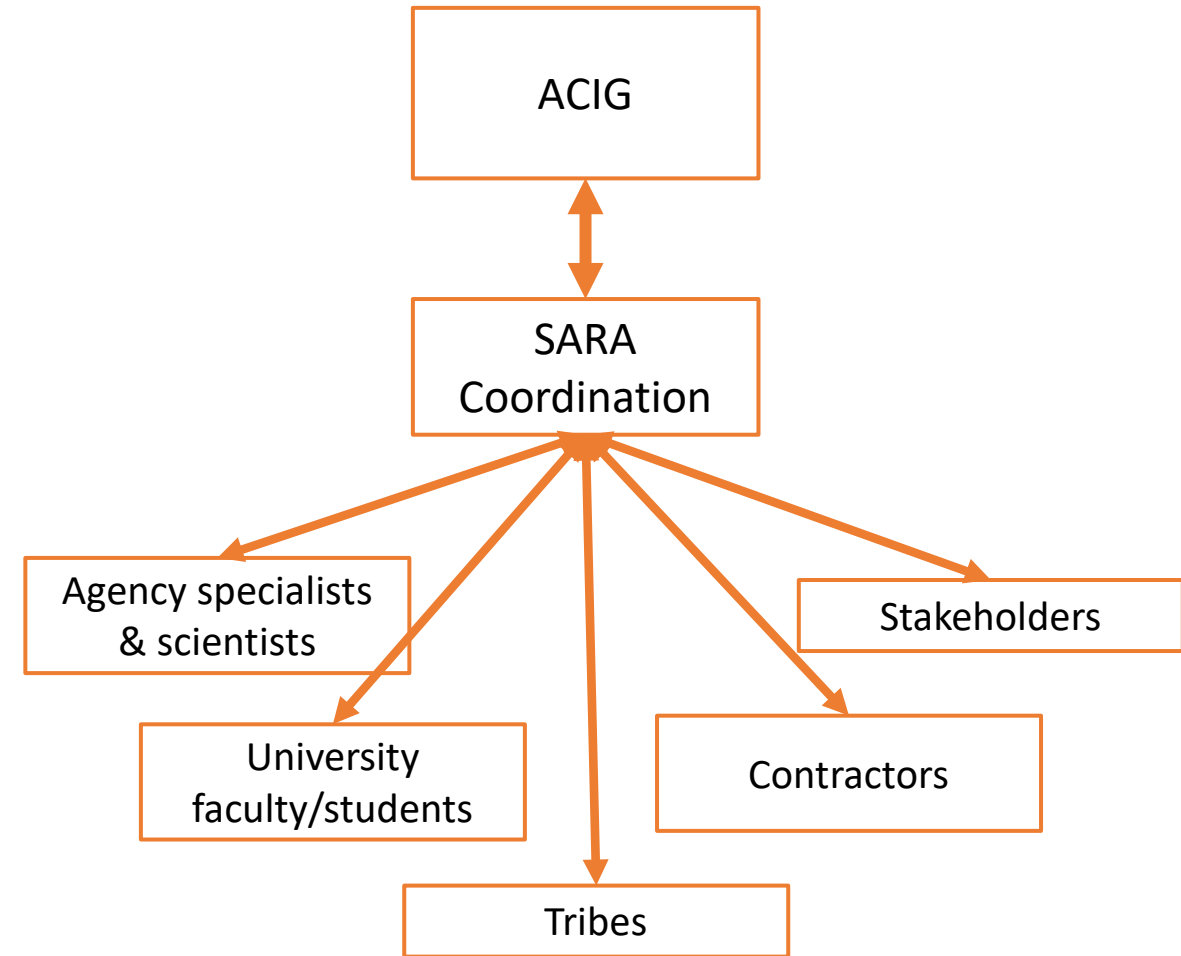 ACIG
SARA
Coordination
Agency specialists
& scientists
Stakeholders
University
faculty/students
Contractors
Tribes